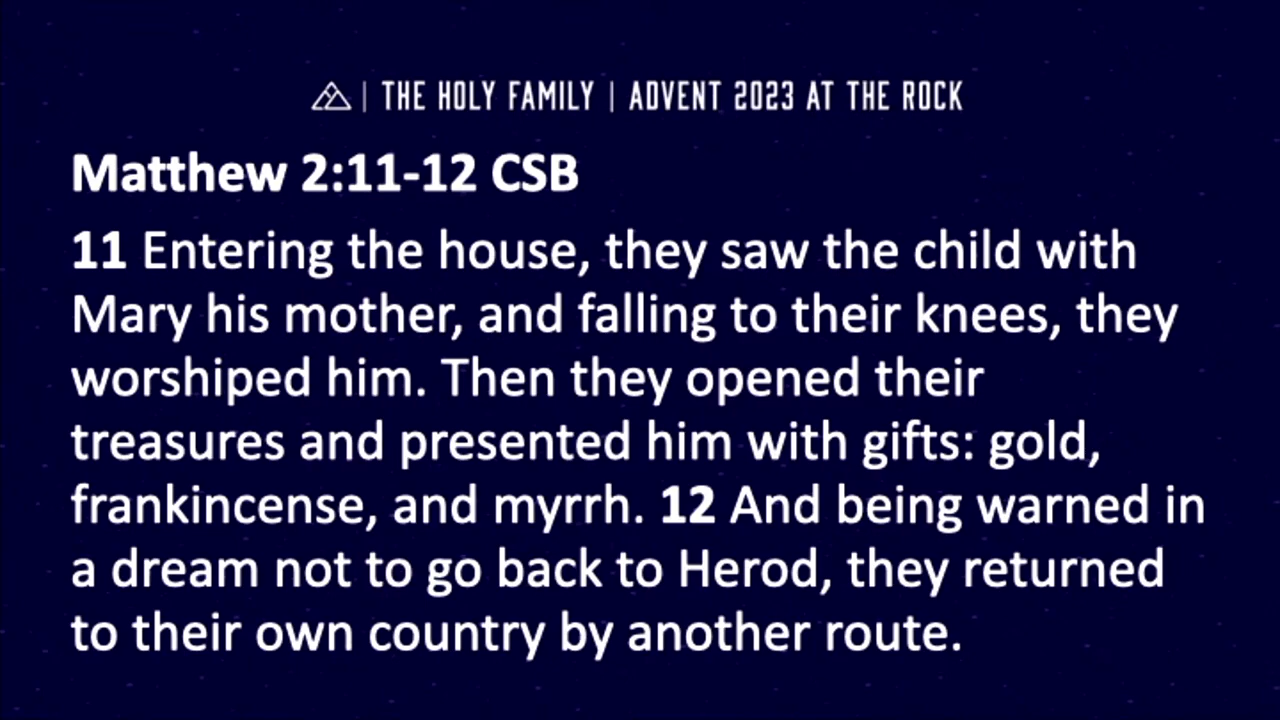 | THE HOLY FAMILY | ADVENT 2023 AT THE ROCK
Matthew 2:11-12 CSB
11 Entering the house, they saw the child with
Mary his mother, and falling to their knees, they
worshiped him. Then they opened their
treasures and presented him with gifts: gold,
frankincense, and myrrh. 12 And being warned in
a dream not to go back to Herod, they returned
to their own country by another route.